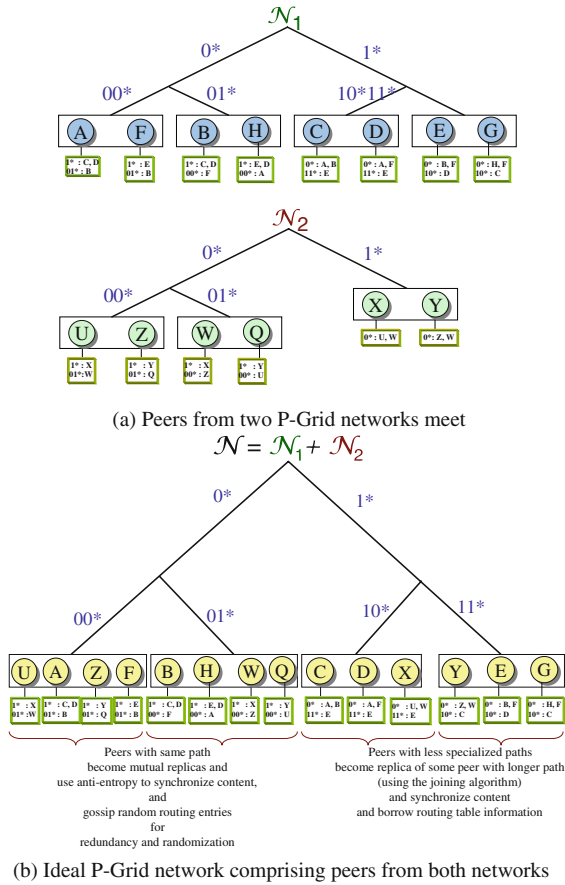 𝒩1
0* 1*
00* 01* 10*11*
A F B H C D E G
1* : C, D
01* : B
1* : E
01* : B
1* : C, D
00* : F
1* : E, D
00* : A
0* : A, B
11* : E
0* : A, F
11* : E
0* : B, F
10* : D
0* : H, F
10* : C
𝒩2
0* 1*
00* 01*
X Y
U Z W Q
0* : U, W
0*: Z, W
1* : X
01*:W
1* : Y
01* : Q
1* : X
00* : Z
1* : Y
00* : U
(a) Peers from two P-Grid networks meet
𝒩 = 𝒩1 + 𝒩2
0* 1*
00* 01* 10* 11*
U A Z F B H W Q C D X Y E G
1* : X
01* :W
1* : C, D
01* : B
1* : Y
01* : Q
1* : E
01* : B
1* : C, D
00* : F
1* : E, D
00* : A
1* : X
00* : Z
1* : Y
00* : U
0* : A, B
11* : E
0* : A, F
11* : E
0* : U, W
11* : E
0* : Z, W
10* : C
0* : B, F
10* : D
0* : H, F
10* : C
Peers with same path
become mutual replicas and
use anti-entropy to synchronize content,
and
gossip random routing entries
for
redundancy and randomization
Peers with less specialized paths
become replica of some peer with longer path
(using the joining algorithm)
and synchronize content
and borrow routing table information
(b) Ideal P-Grid network comprising peers from both networks